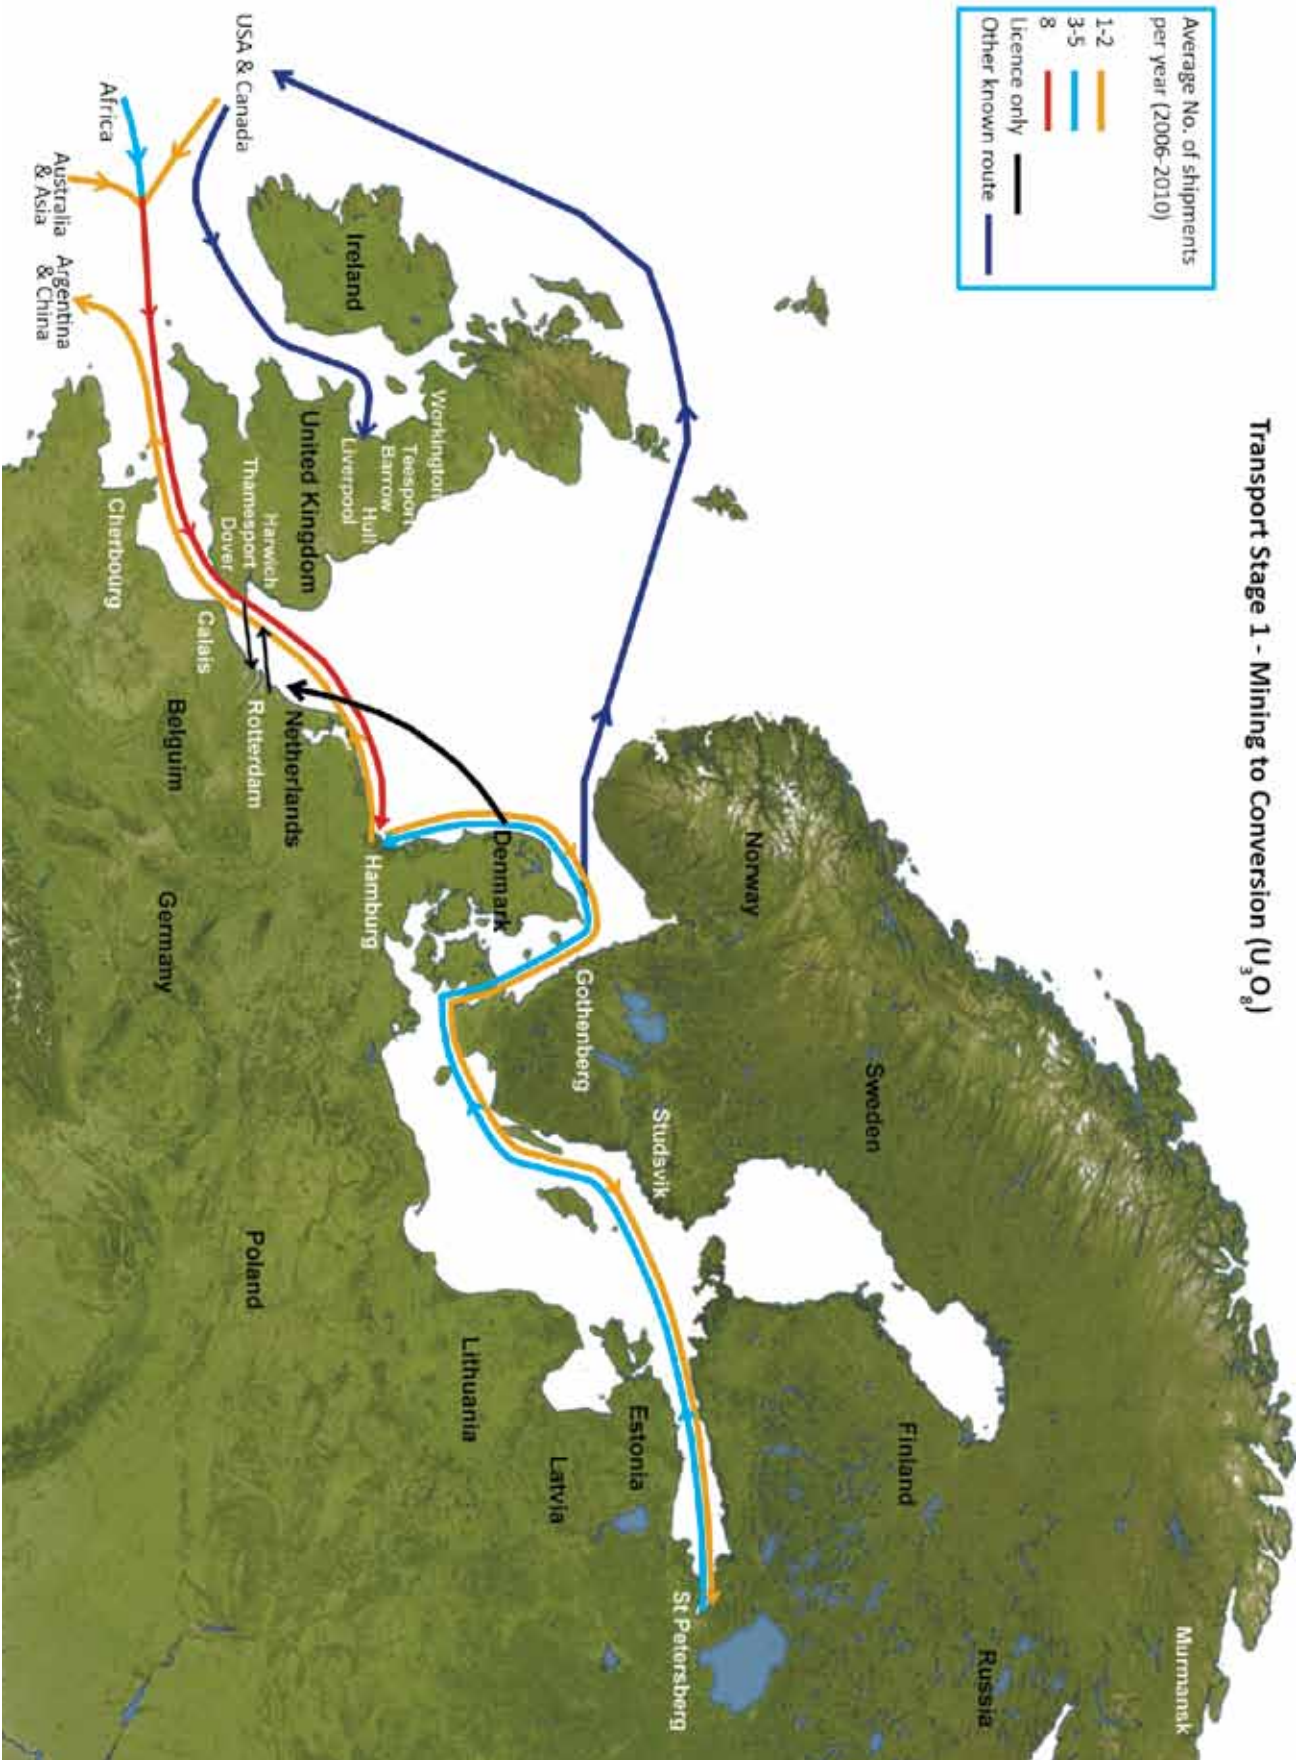 Transport Stage 1 - Mining to Conversion (U₃O₈)
Average No. of shipments
per year (2006-2010)
1-2
3-5
8
Licence only
Other known route
USA & Canada
Africa
Australia
& Asia
Argentina
& China
Ireland
United Kingdom
Workington
Teesport
Barrow
Hull
Liverpool
Harwich
Thamesport
Dover
Cherbourg
Calais
Belguim
Rotterdam
Netherlands
Germany
Hamburg
Denmark
Norway
Gothenberg
Sweden
Studsvik
Poland
Lithuania
Latvia
Estonia
Finland
St Petersberg
Russia
Murmansk